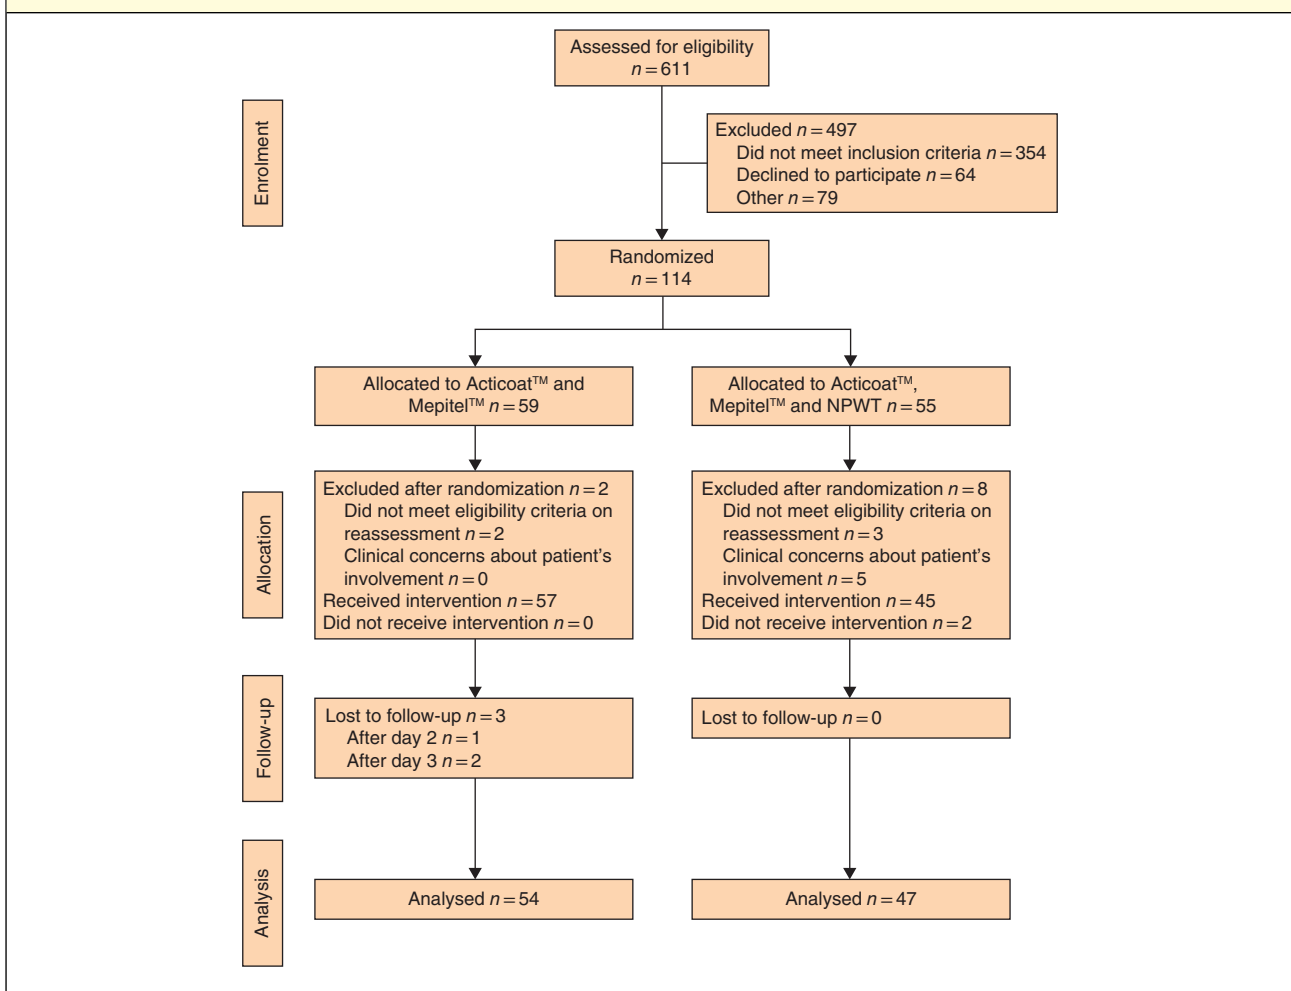 Assessed for eligibility
n = 611
Enrolment
Excluded n = 497
Did not meet inclusion criteria n = 354
Declined to participate n = 64
Other n = 79
Randomized
n = 114
Allocated to Acticoat™ and
Mepitel™ n = 59
Allocated to Acticoat™,
Mepitel™ and NPWT n = 55
Allocation
Excluded after randomization n = 2
Did not meet eligibility criteria on
reassessment n = 2
Clinical concerns about patient's
involvement n = 0
Received intervention n = 57
Did not receive intervention n = 0
Excluded after randomization n = 8
Did not meet eligibility criteria on
reassessment n = 3
Clinical concerns about patient's
involvement n = 5
Received intervention n = 45
Did not receive intervention n = 2
Follow-up
Lost to follow-up n = 3
After day 2 n = 1
After day 3 n = 2
Lost to follow-up n = 0
Analysis
Analysed n = 54
Analysed n = 47